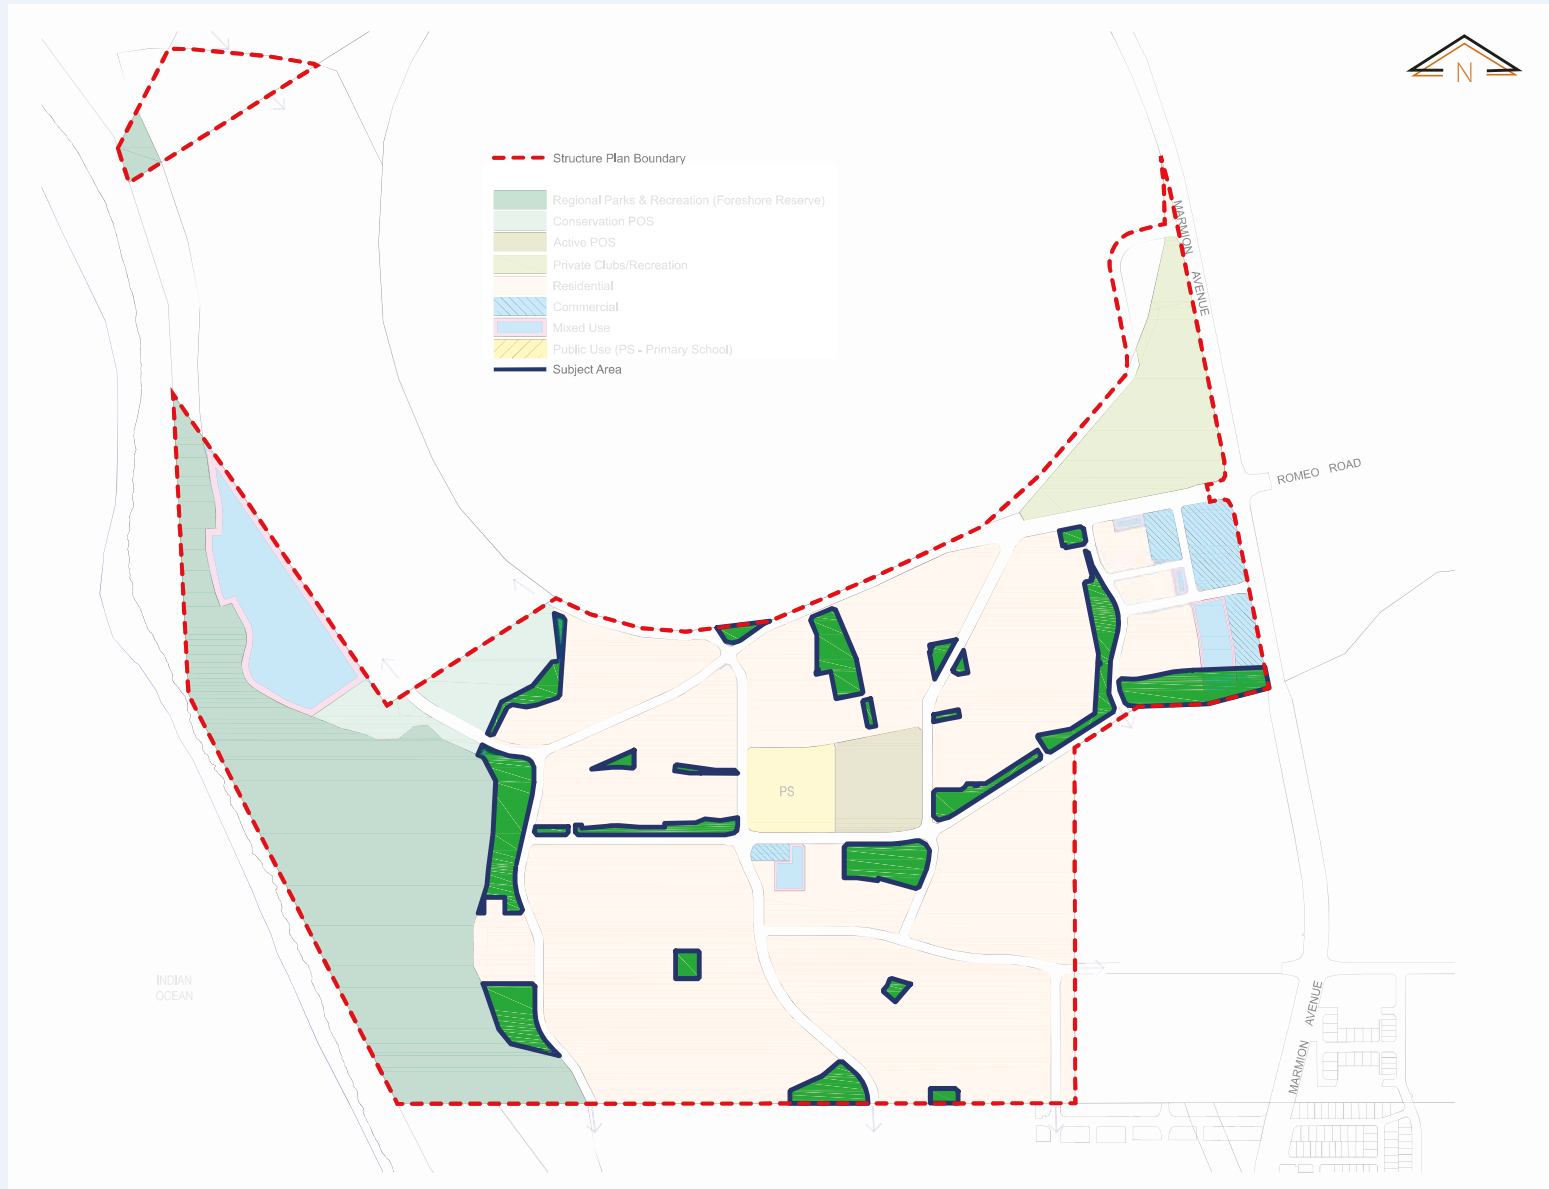 N
Structure Plan Boundary
Regional Parks & Recreation (Foreshore Reserve)
Conservation POS
Active POS
Private Clubs/Recreation
Residential
Commercial
Mixed Use
Public Use (PS - Primary School)
Subject Area
MARMION AVENUE
ROMEO ROAD
PS
INDIAN
OCEAN
MARMION AVENUE